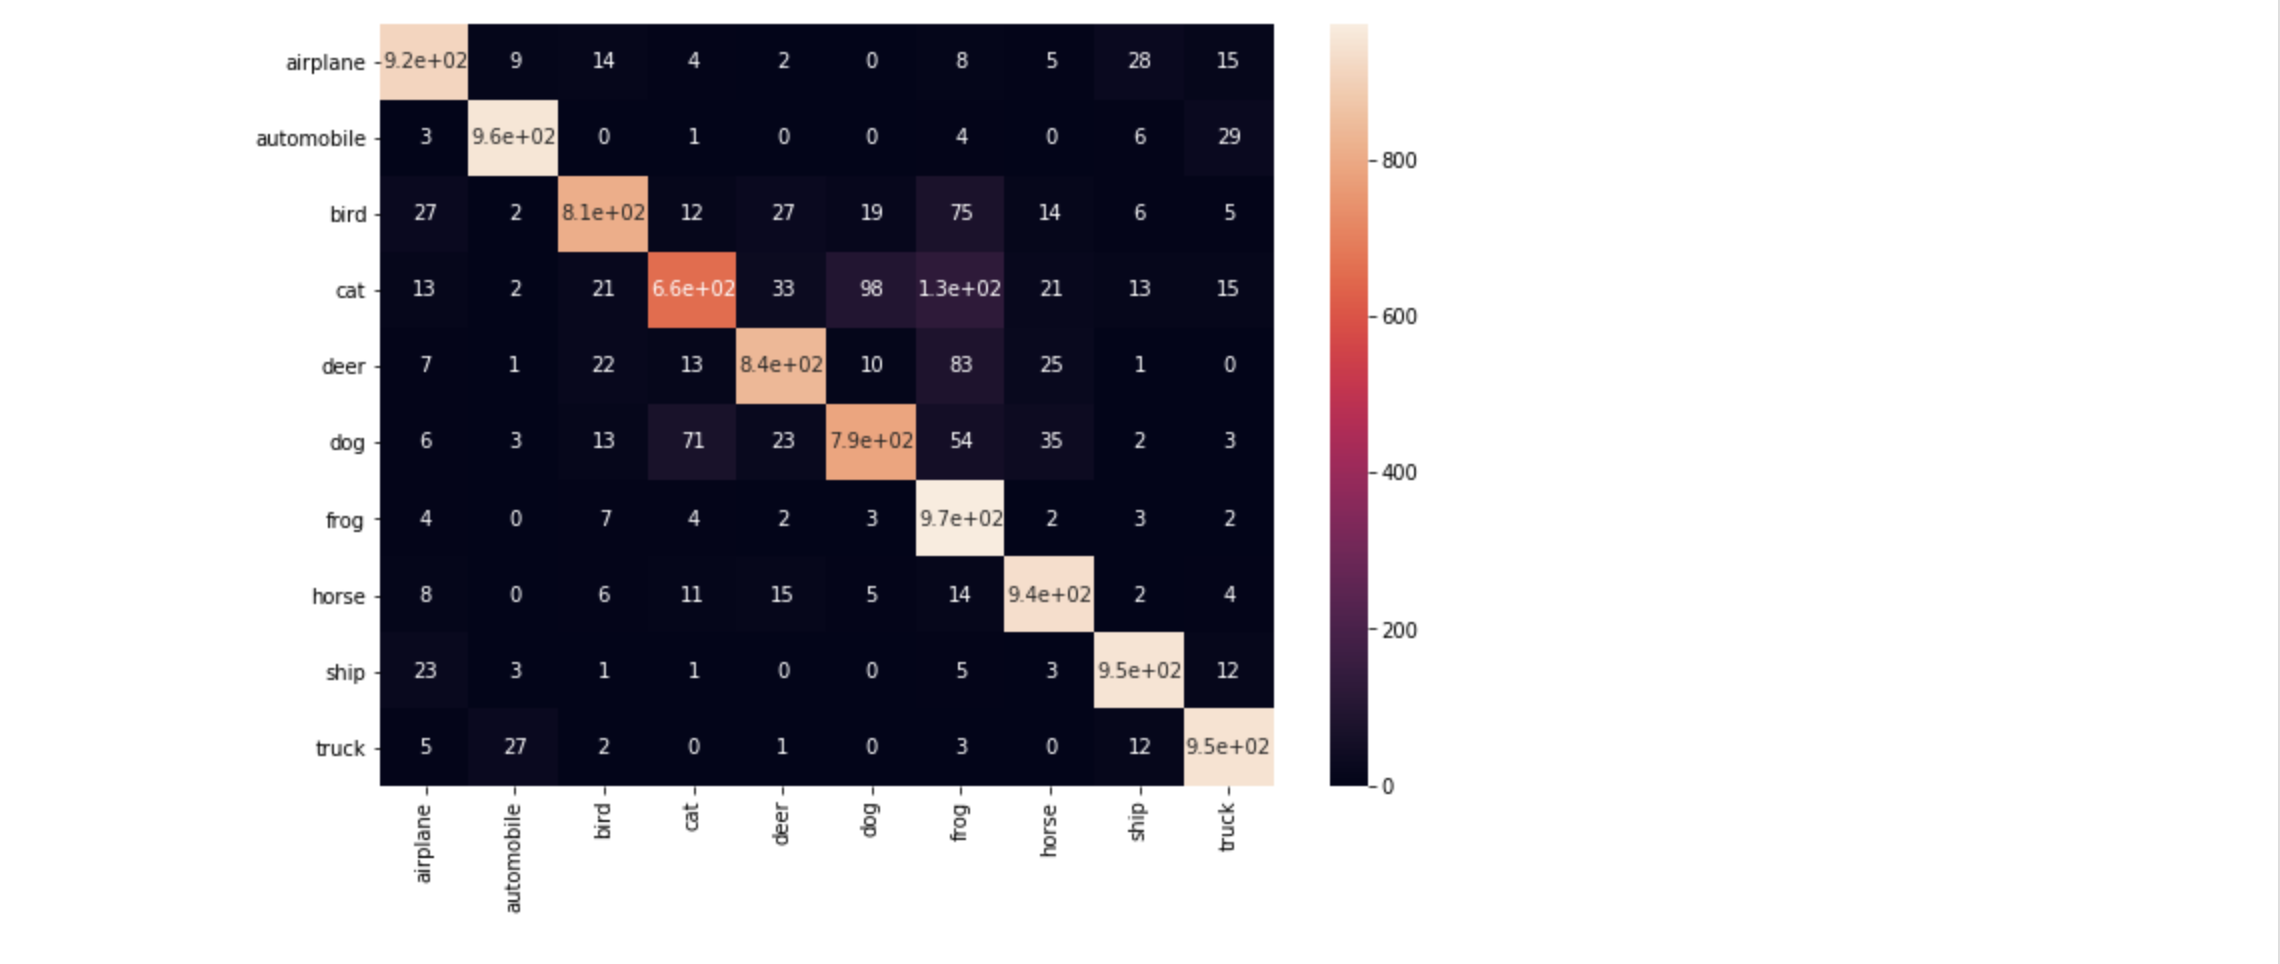 airplane 9.2e+02 9 14 4 2 0 8 5 28 15
automobile 3 9.6e+02 0 1 0 0 4 0 6 29
bird 27 2 8.1e+02 12 27 19 75 14 6 5
cat 13 2 21 6.6e+02 33 98 1.3e+02 21 13 15
deer 7 1 22 13 8.4e+02 10 83 25 1 0
dog 6 3 13 71 23 7.9e+02 54 35 2 3
frog 4 0 7 4 2 3 9.7e+02 2 3 2
horse 8 0 6 11 15 5 14 9.4e+02 2 4
ship 23 3 1 1 0 0 5 3 9.5e+02 12
truck 5 27 2 0 1 0 3 0 12 9.5e+02
airplane automobile bird cat deer dog frog horse ship truck
800
600
400
200
0